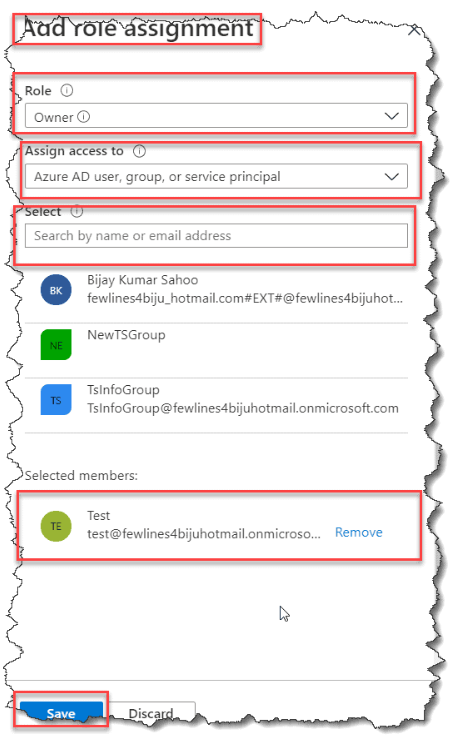 Add role assignment
Role
Owner
Assign access to
Azure AD user, group, or service principal
Select
Search by name or email address
BK
Bijay Kumar Sahoo
fewlines4biju_hotmail.com#EXT#@fewlines4bijuhot...
NE
NewTSGroup
TS
TsInfoGroup
TsInfoGroup@fewlines4bijuhotmail.onmicrosoft.com
Selected members:
TE
Test
test@fewlines4bijuhotmail.onmicroso...
Remove
Save
Discard